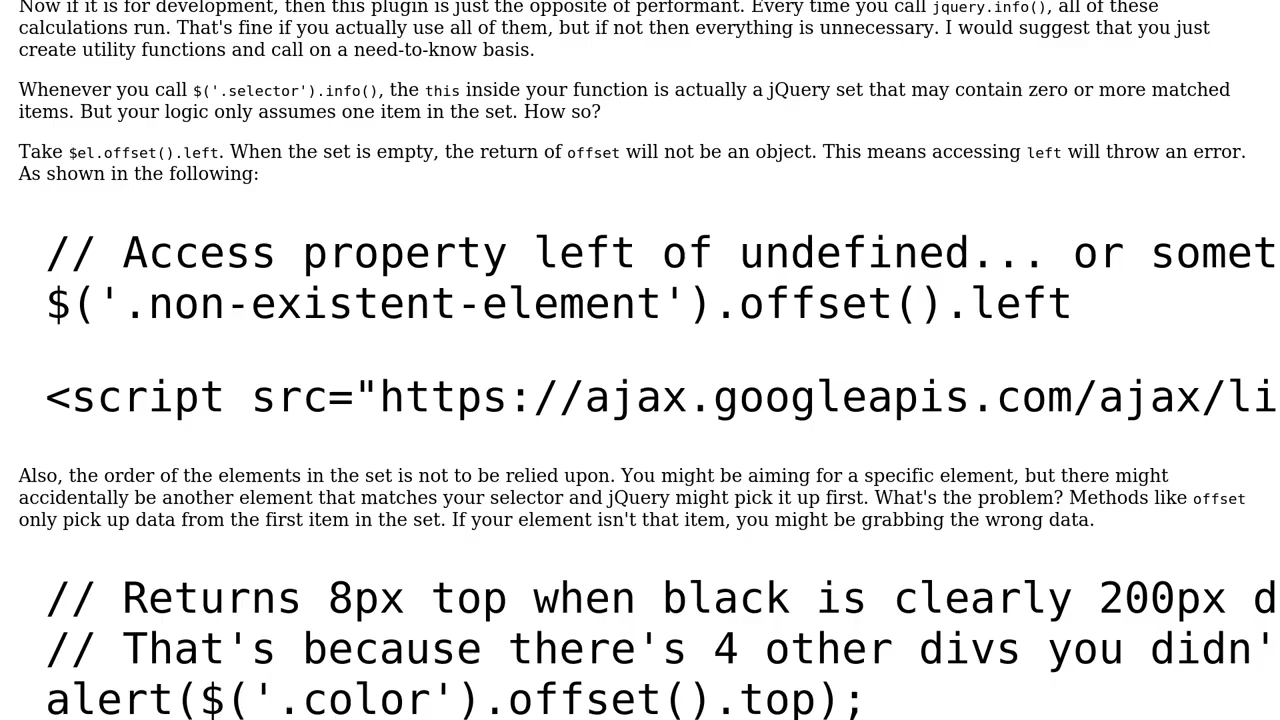 Now if it is for development, then this plugin is just the opposite of performant. Every time you call jquery.info(), all of these
calculations run. That's fine if you actually use all of them, but if not then everything is unnecessary. I would suggest that you just
create utility functions and call on a need-to-know basis.
Whenever you call $('.selector').info(), the this inside your function is actually a jQuery set that may contain zero or more matched
items. But your logic only assumes one item in the set. How so?
Take $el.offset().left. When the set is empty, the return of offset will not be an object. This means accessing left will throw an error.
As shown in the following:
// Access property left of undefined... or somet
$('.non-existent-element').offset().left
<script src="https://ajax.googleapis.com/ajax/li
Also, the order of the elements in the set is not to be relied upon. You might be aiming for a specific element, but there might
accidentally be another element that matches your selector and jQuery might pick it up first. What's the problem? Methods like offset
only pick up data from the first item in the set. If your element isn't that item, you might be grabbing the wrong data.
// Returns 8px top when black is clearly 200px d
// That's because there's 4 other divs you didn'
alert($('.color').offset().top);